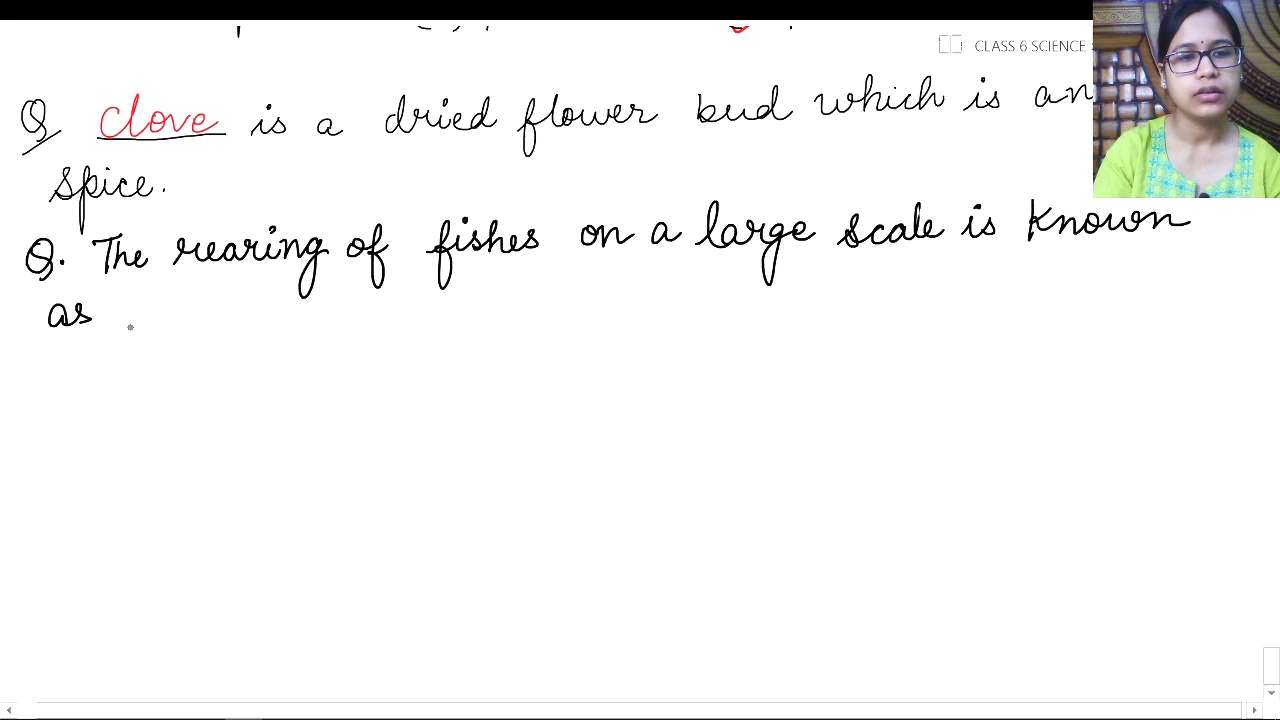 CLASS 6 SCIENCE
Q clove is a dried flower bud which is an
spice.
Q. The rearing of fishes on a large scale is known
as